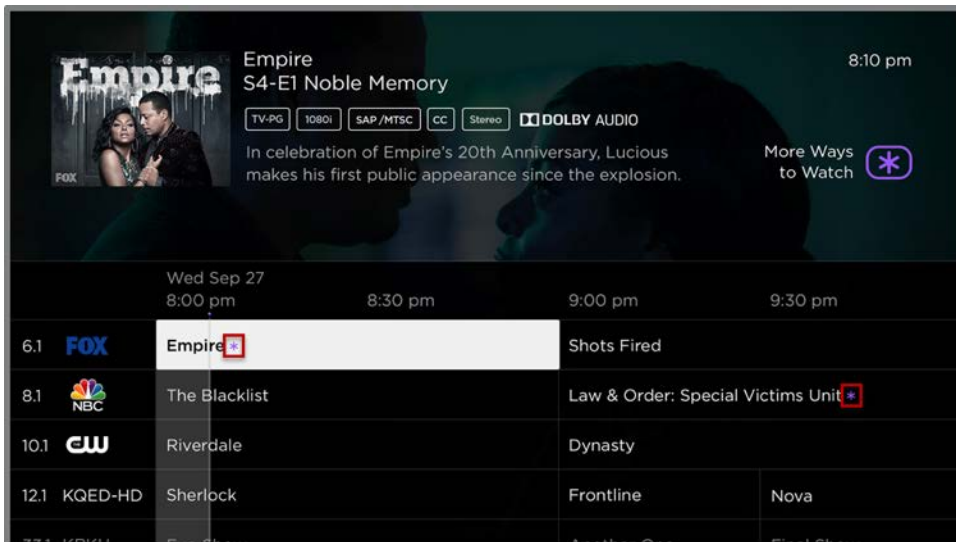 Empire
FOX
Empire
S4-E1 Noble Memory
8:10 pm
TV-PG 1080i SAP/MTSC CC Stereo DOLBY AUDIO
In celebration of Empire's 20th Anniversary, Lucious
makes his first public appearance since the explosion.
More Ways
to Watch *
Wed Sep 27
8:00 pm 8:30 pm 9:00 pm 9:30 pm
6.1 FOX Empire * Shots Fired
8.1 NBC The Blacklist Law & Order: Special Victims Unit *
10.1 CW Riverdale Dynasty
12.1 KQED-HD Sherlock Frontline Nova